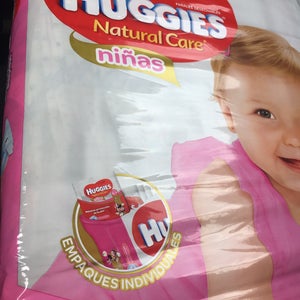 HUGGIES
Natural Care
niñas
HUGGIES
Hu
EMPAQUES INDIVIDUALES